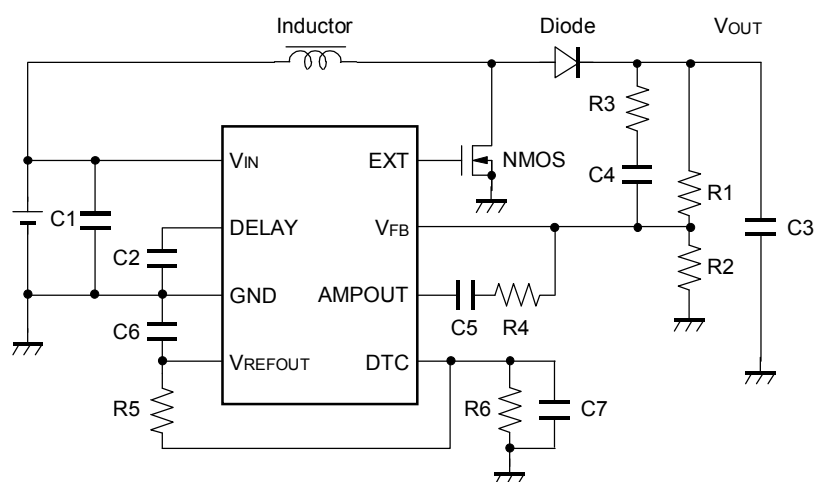 Inductor
Diode
VOUT
R3
VIN
EXT
NMOS
C4
R1
C1
C3
DELAY
VFB
C2
R2
GND
AMPOUT
C5
R4
C6
VREFOUT
DTC
R5
R6
C7